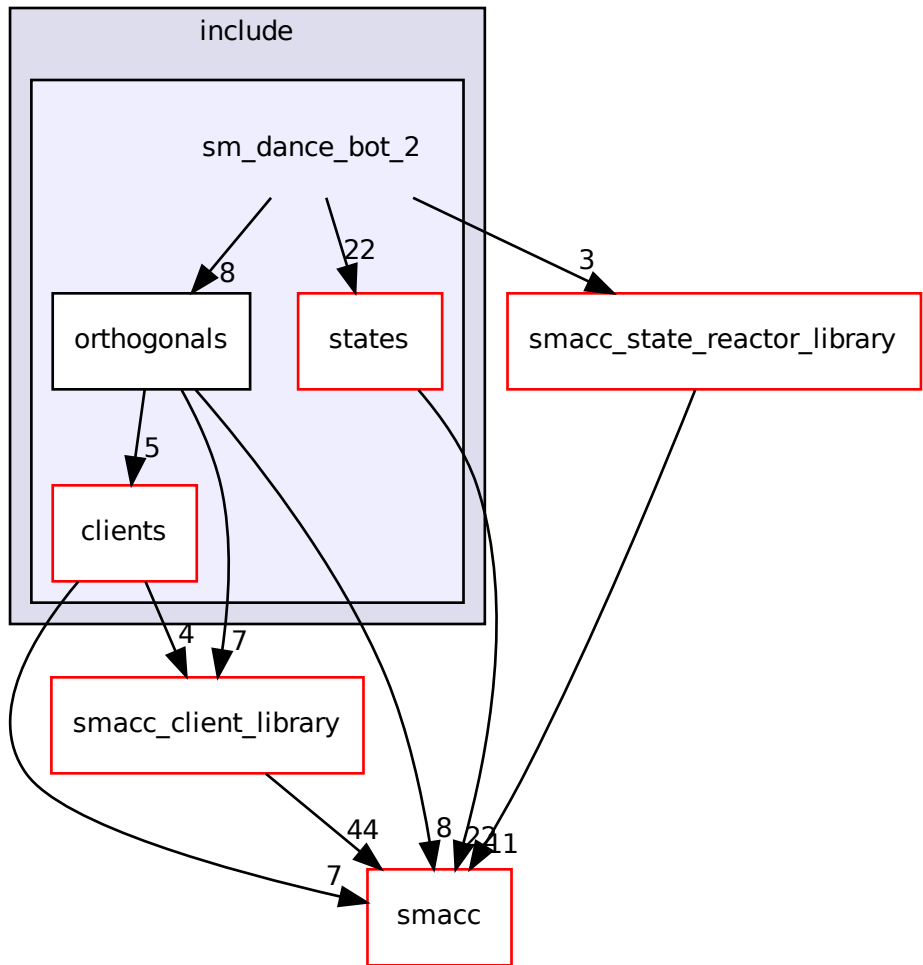 include
sm_dance_bot_2
22
3
8
orthogonals
states
smacc_state_reactor_library
5
clients
4
7
smacc_client_library
44
8
22
11
7
smacc